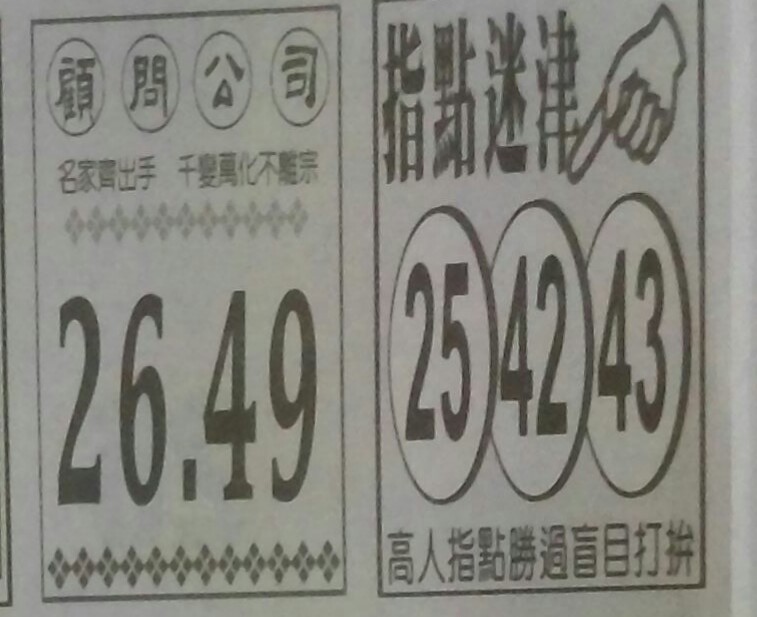 顧問公司
名家齊出手 千變萬化不離宗
26.49
指點迷津
25 42 43
高人指點勝過盲目打拚